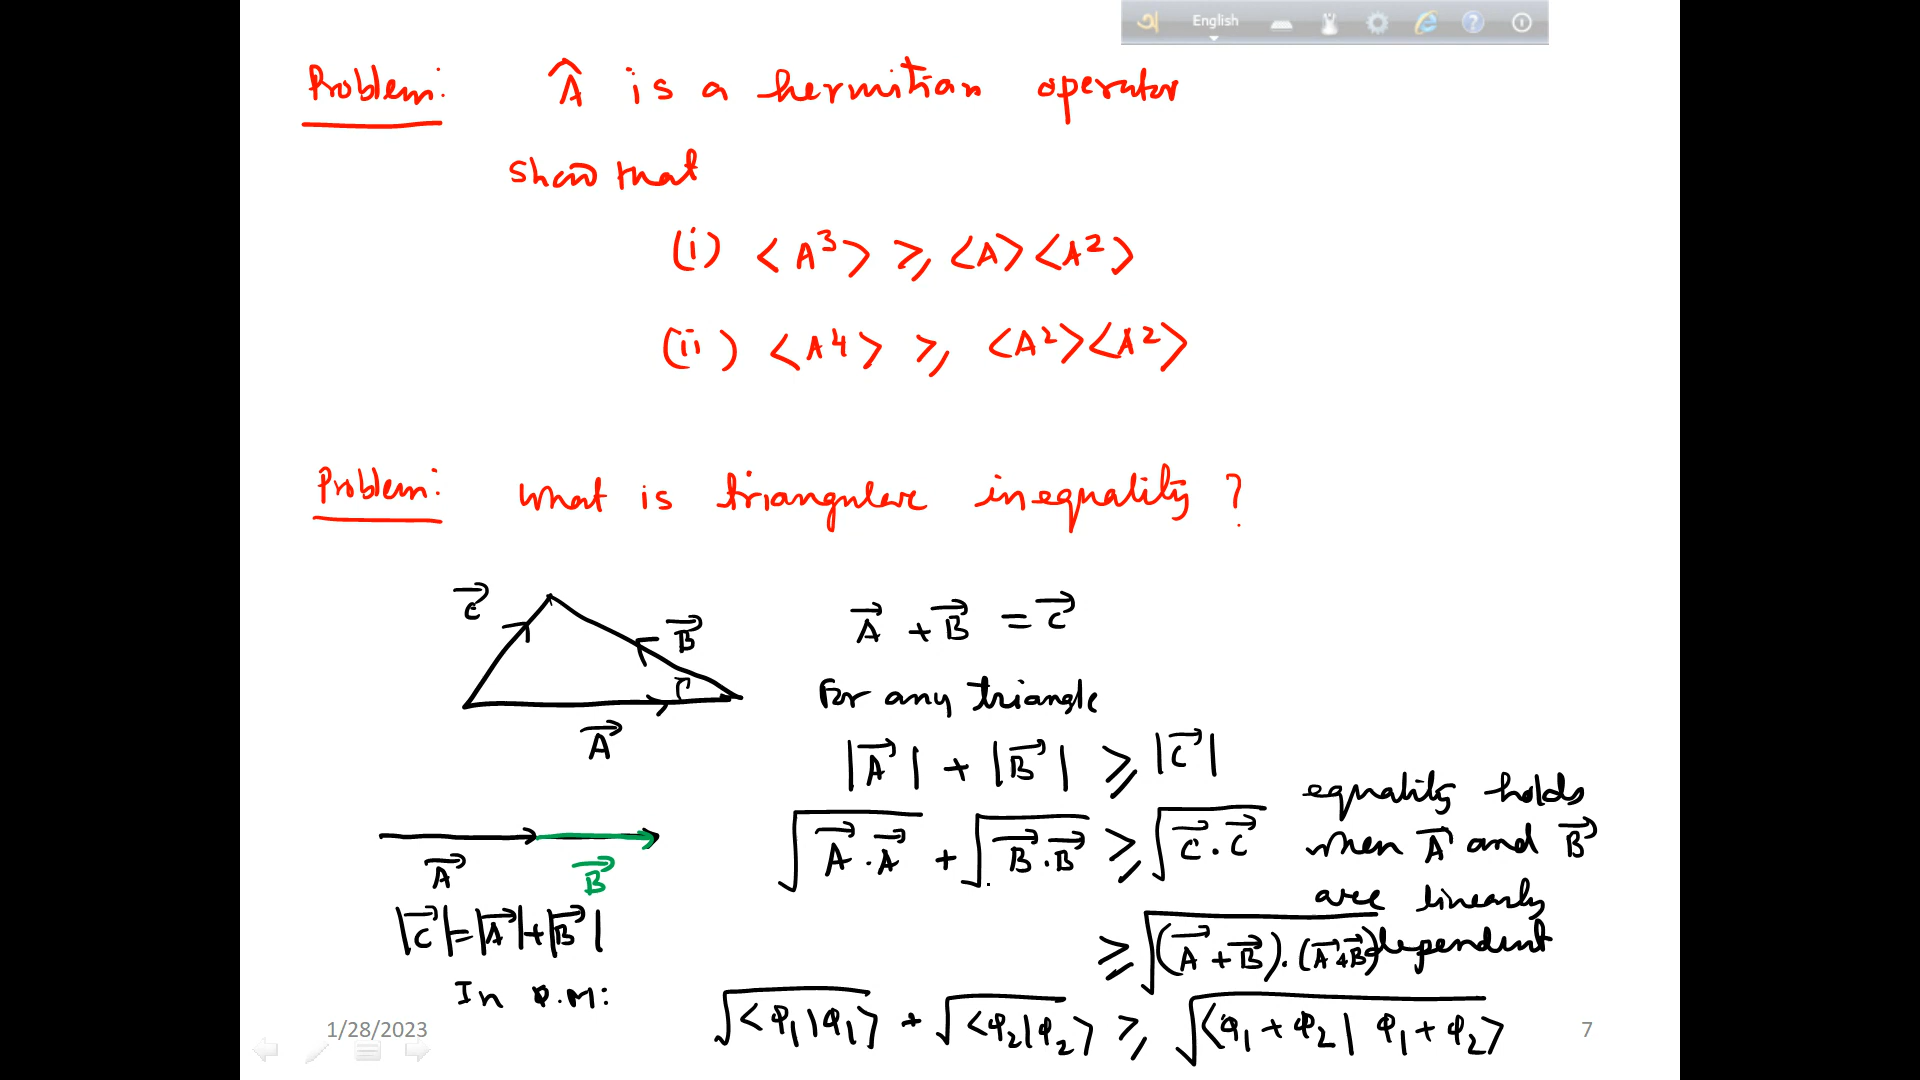 English
Problem: Â is a hermitian operator
show that
(i) <A³> ⩾ <A><A²>
(ii) <A⁴> ⩾ <A²><A²>
Problem: What is triangular inequality ?
C⃗
B⃗
A⃗
A⃗ + B⃗ = C⃗
For any triangle
|A⃗| + |B⃗| ⩾ |C⃗|
√(A⃗·A⃗) + √(B⃗·B⃗) ⩾ √(C⃗·C⃗)
⩾ √((A⃗+B⃗)·(A⃗+B⃗))
equality holds
when A⃗ and B⃗
are linearly
dependent
A⃗
B⃗
|C⃗| = |A⃗| + |B⃗|
In Q.M:
√<φ₁|φ₁> + √<φ₂|φ₂> ⩾ √<φ₁+φ₂|φ₁+φ₂>
1/28/2023
7